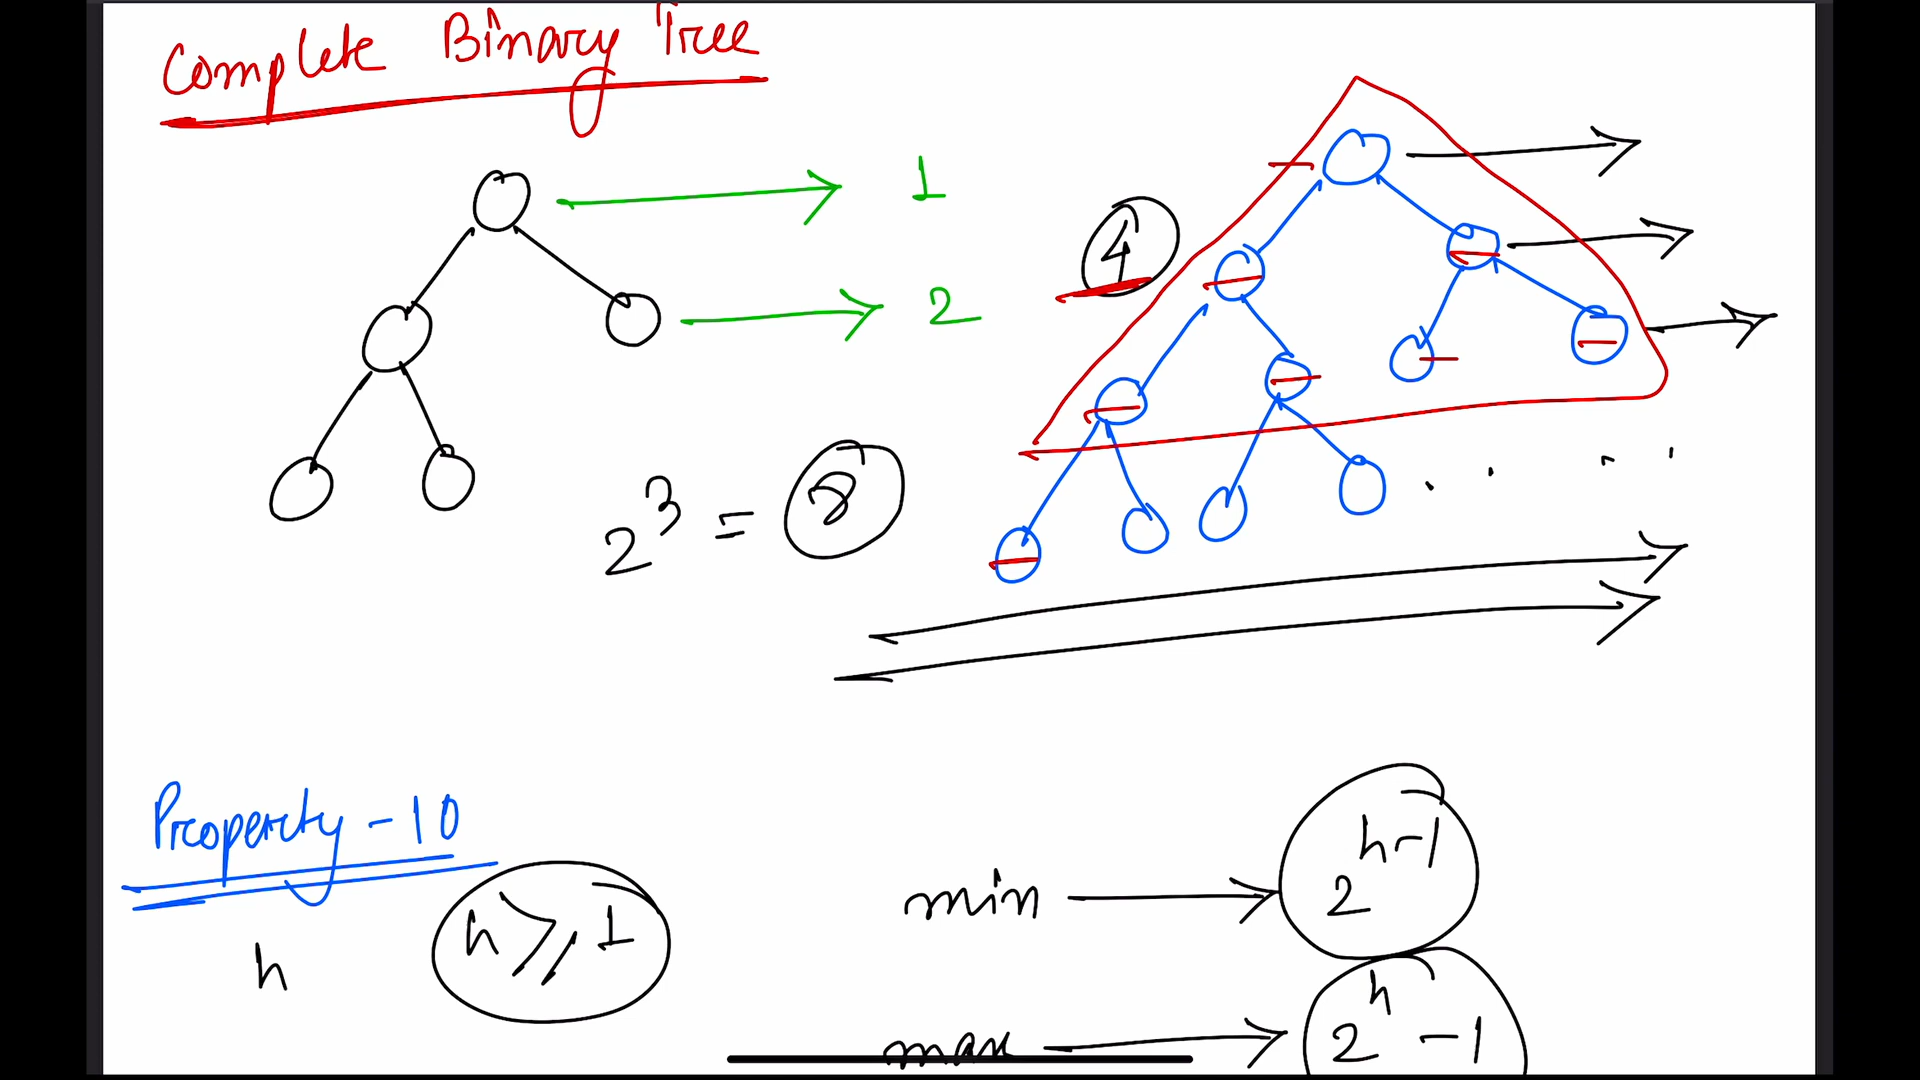 Complete Binary Tree
1
4
2
2^3 = 8
Property - 10
h
h ≥ 1
min → 2^{h-1}
max → 2^h - 1